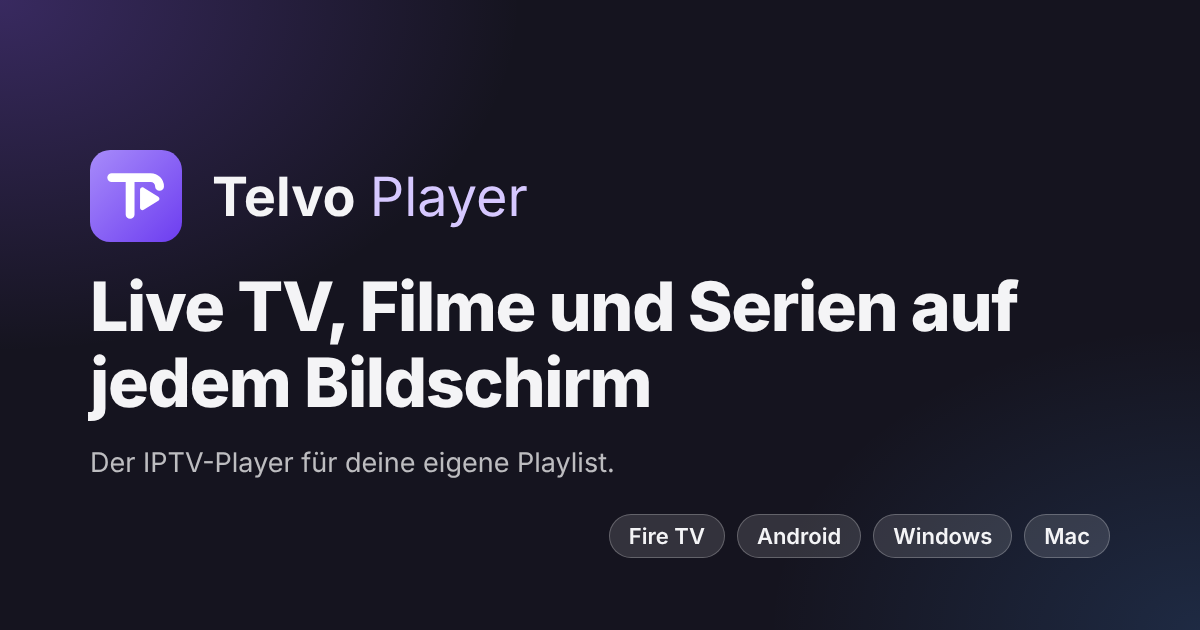 Telvo Player
Live TV, Filme und Serien auf
jedem Bildschirm
Der IPTV-Player für deine eigene Playlist.
Fire TV Android Windows Mac